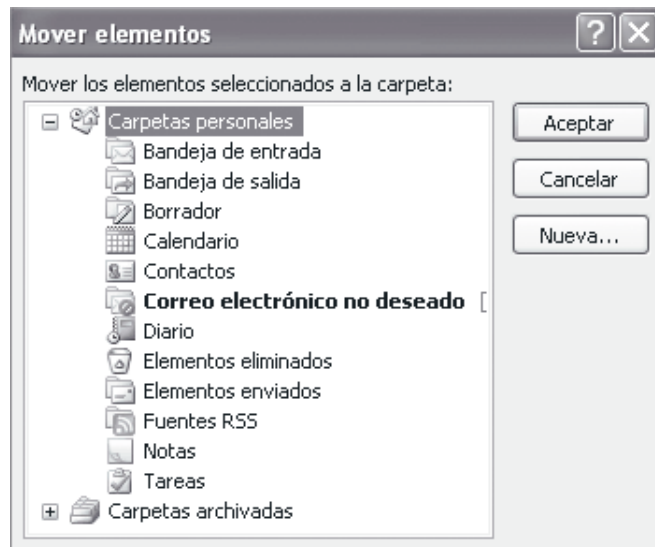 Mover elementos
Mover los elementos seleccionados a la carpeta:
Carpetas personales
Bandeja de entrada
Bandeja de salida
Borrador
Calendario
Contactos
Correo electrónico no deseado [
Diario
Elementos eliminados
Elementos enviados
Fuentes RSS
Notas
Tareas
Carpetas archivadas
Aceptar
Cancelar
Nueva...